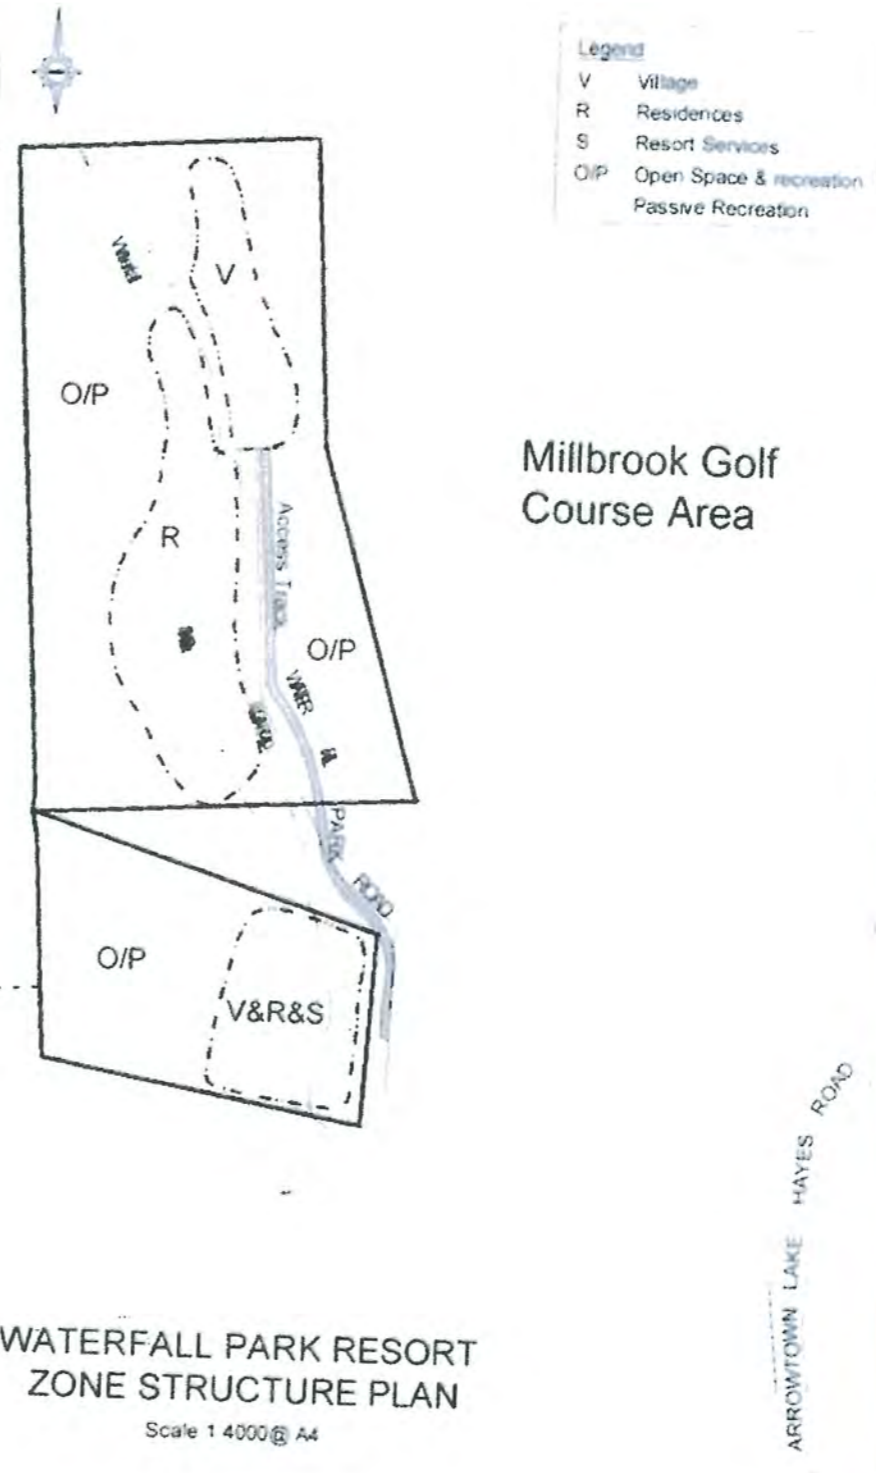 Legend
V Village
R Residences
S Resort Services
O/P Open Space & recreation
Passive Recreation
V
O/P
R
Access Track
O/P
WATER
PARK
ROAD
Millbrook Golf
Course Area
O/P
V&R&S
ARROWTOWN LAKE HAYES ROAD
WATERFALL PARK RESORT
ZONE STRUCTURE PLAN
Scale 1 4000@ A4